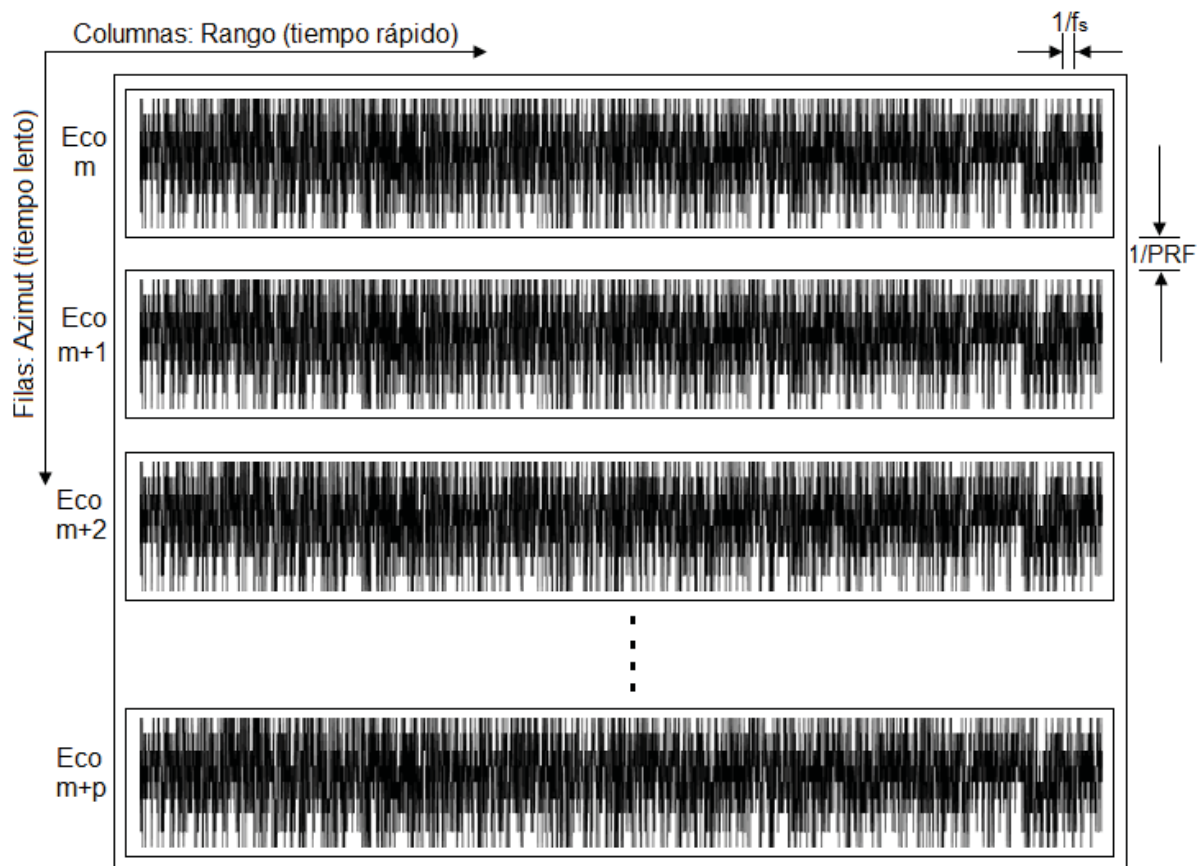 Columnas: Rango (tiempo rápido)
1/fs
Filas: Azimut (tiempo lento)
Eco
m
1/PRF
Eco
m+1
Eco
m+2
Eco
m+p